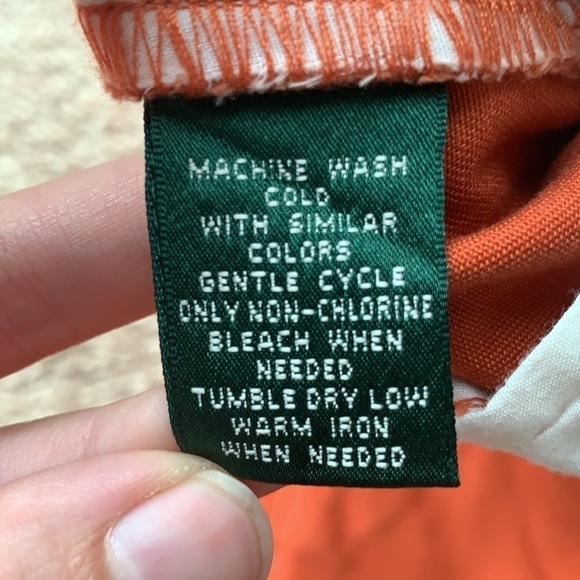 MACHINE WASH
COLD
WITH SIMILAR
COLORS
GENTLE CYCLE
ONLY NON-CHLORINE
BLEACH WHEN
NEEDED
TUMBLE DRY LOW
WARM IRON
WHEN NEEDED